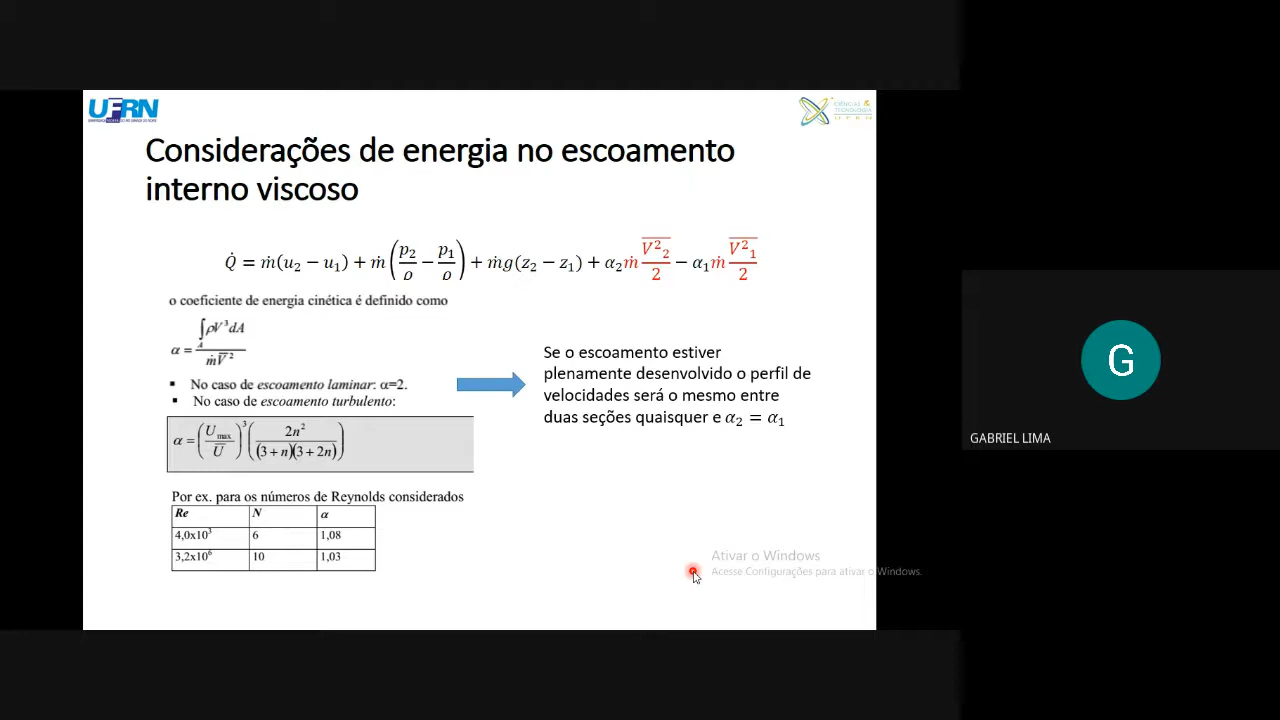 UFRN
CIÊNCIAS &
TECNOLOGIA
UFRN
Considerações de energia no escoamento
interno viscoso
Q̇ = ṁ(u₂ − u₁) + ṁ(p₂/ρ − p₁/ρ) + ṁg(z₂ − z₁) + α₂ṁ V̅²₂/2 − α₁ṁ V̅²₁/2
o coeficiente de energia cinética é definido como
α = ∫_A ρV³dA / ṁV̅²
▪ No caso de escoamento laminar: α=2.
▪ No caso de escoamento turbulento:
α = (U_max/U̅)³ (2n²/(3+n)(3+2n))
Se o escoamento estiver
plenamente desenvolvido o perfil de
velocidades será o mesmo entre
duas seções quaisquer e α₂ = α₁
Por ex. para os números de Reynolds considerados
Re N α
4,0x10³ 6 1,08
3,2x10⁶ 10 1,03
Ativar o Windows
Acesse Configurações para ativar o Windows.
G
GABRIEL LIMA